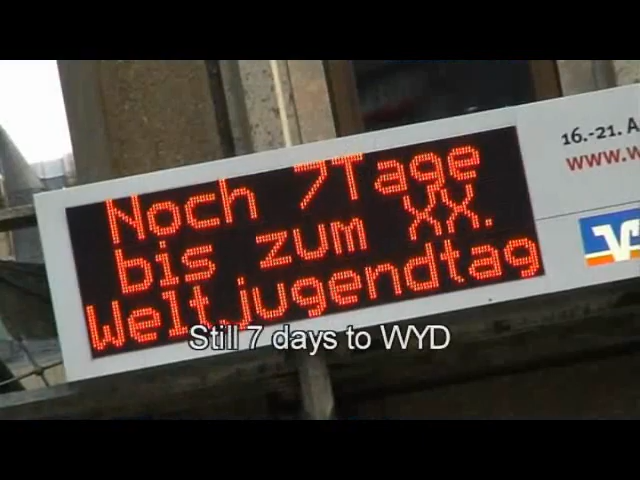 Noch 7Tage
bis zum XX.
Weltjugendtag
16.-21. A
www.w
Still 7 days to WYD